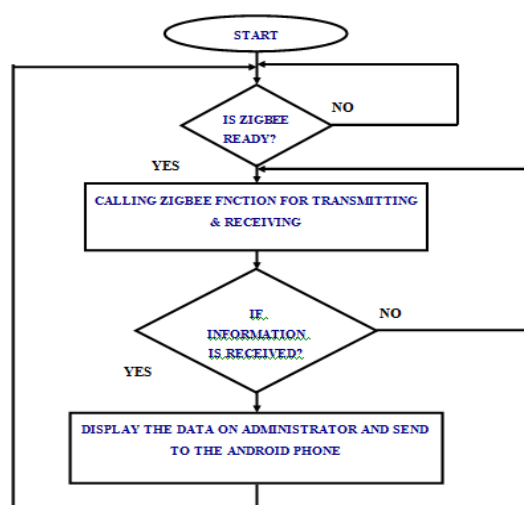 START
NO
IS ZIGBEE
READY?
YES
CALLING ZIGBEE FNCTION FOR TRANSMITTING
& RECEIVING
IF
NO
INFORMATION
IS RECEIVED?
YES
DISPLAY THE DATA ON ADMINISTRATOR AND SEND
TO THE ANDROID PHONE